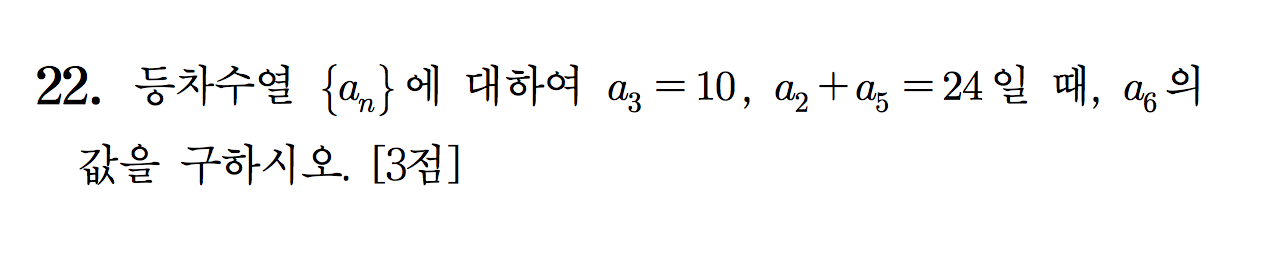 22. 등차수열 {aₙ}에 대하여 a₃ = 10, a₂ + a₅ = 24일 때, a₆의
값을 구하시오. [3점]